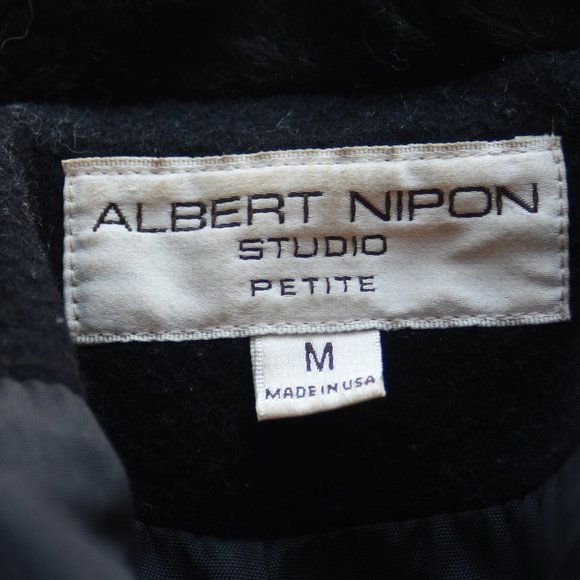 ALBERT NIPON
STUDIO
PETITE
M
MADE IN USA